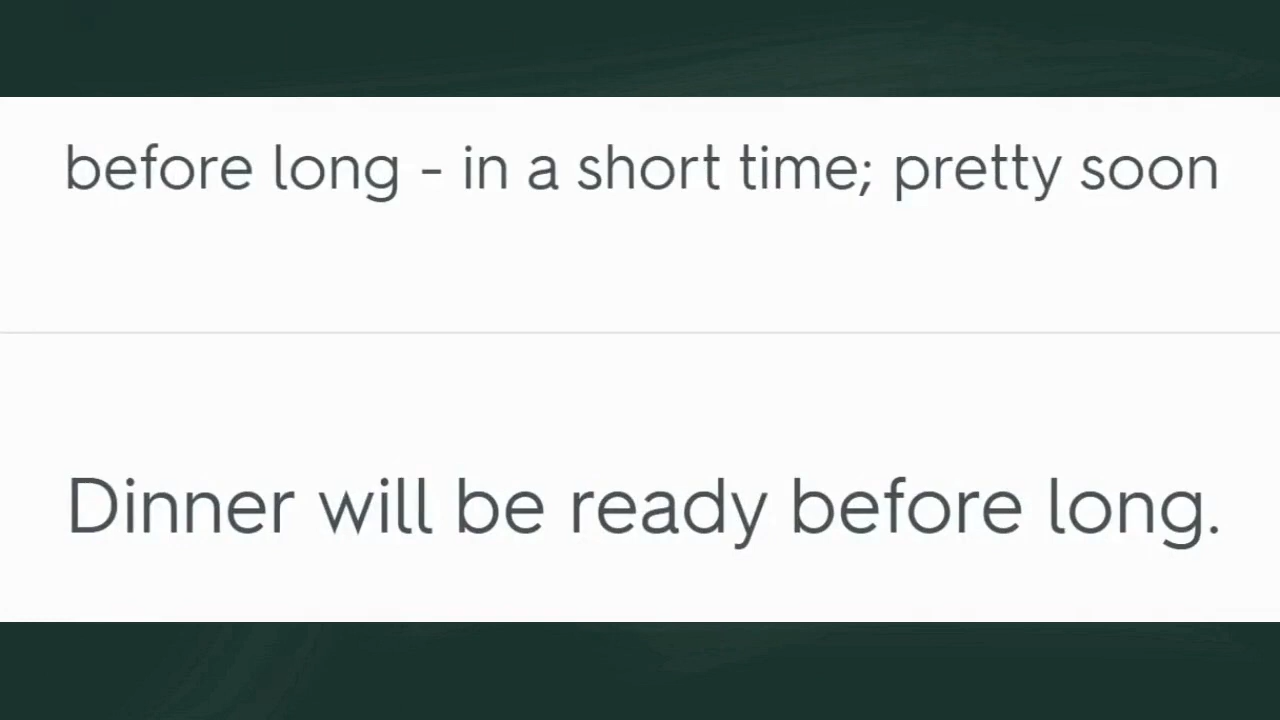 before long - in a short time; pretty soon
Dinner will be ready before long.